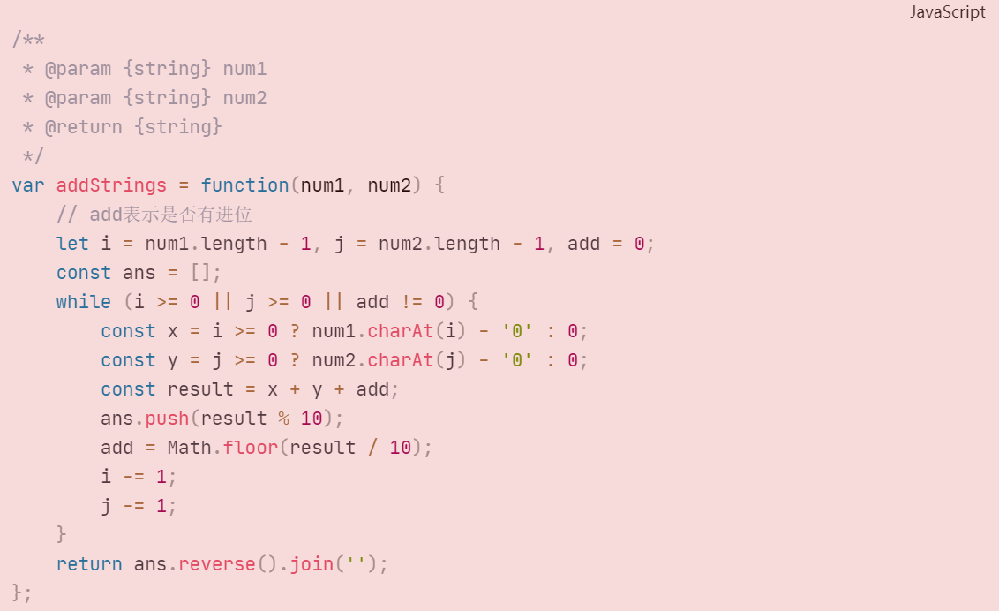 JavaScript
/**
 * @param {string} num1
 * @param {string} num2
 * @return {string}
 */
var addStrings = function(num1, num2) {
    // add表示是否有进位
    let i = num1.length - 1, j = num2.length - 1, add = 0;
    const ans = [];
    while (i >= 0 || j >= 0 || add != 0) {
        const x = i >= 0 ? num1.charAt(i) - '0' : 0;
        const y = j >= 0 ? num2.charAt(j) - '0' : 0;
        const result = x + y + add;
        ans.push(result % 10);
        add = Math.floor(result / 10);
        i -= 1;
        j -= 1;
    }
    return ans.reverse().join('');
};